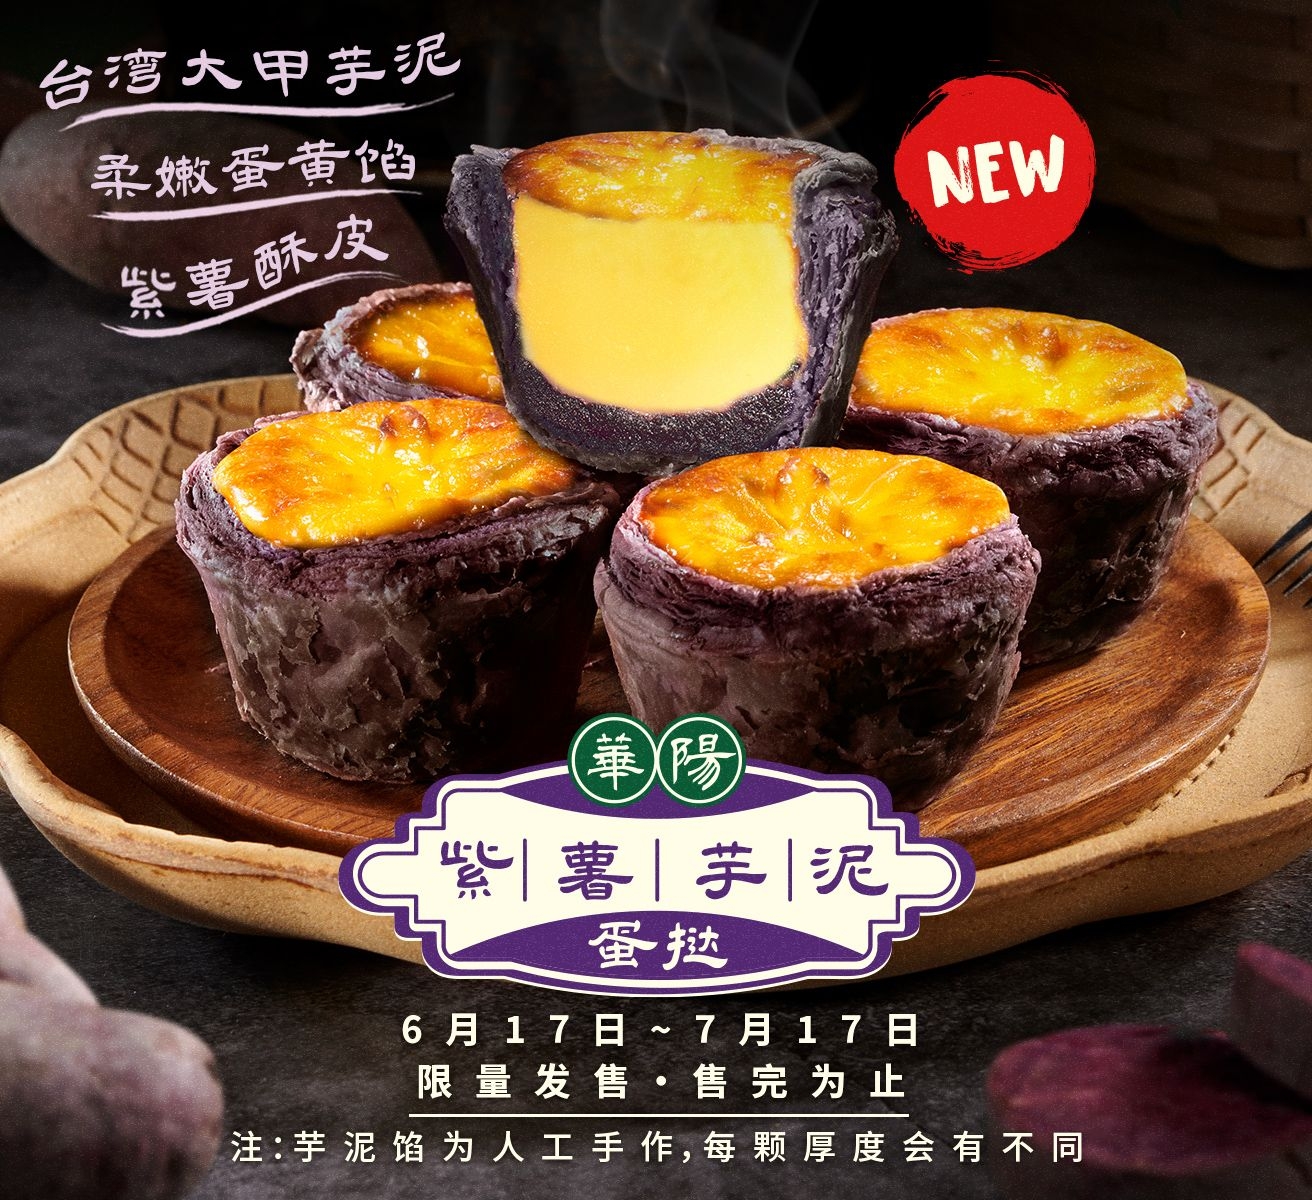 台湾大甲芋泥
柔嫩蛋黄馅
紫薯酥皮
NEW
華陽
紫薯芋泥
蛋挞
6月17日~7月17日
限量发售·售完为止
注:芋泥馅为人工手作,每颗厚度会有不同